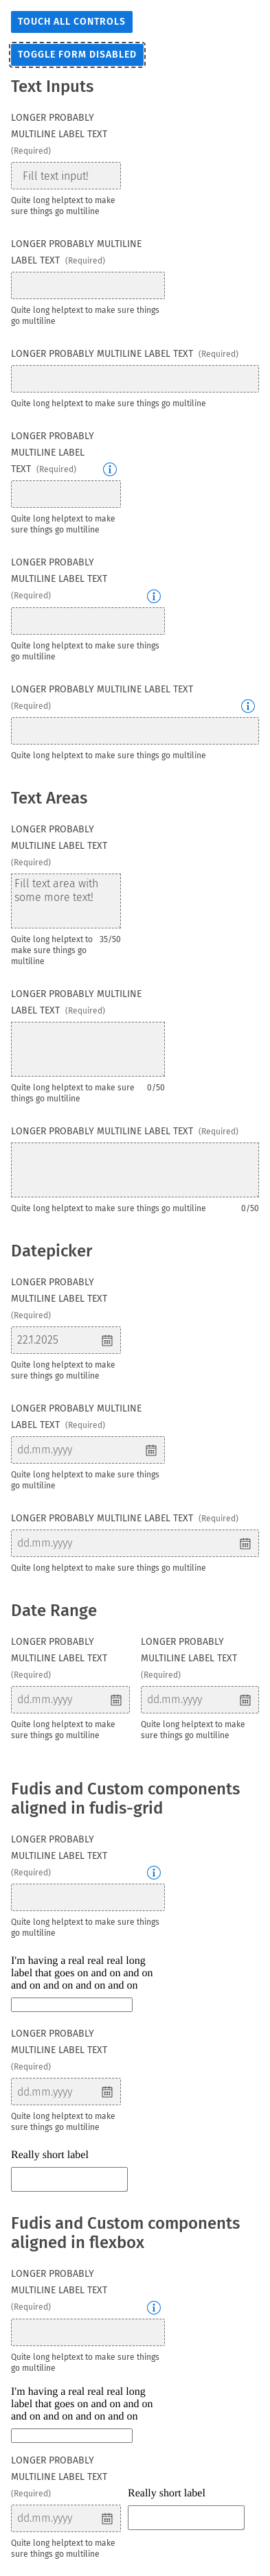 TOUCH ALL CONTROLS
TOGGLE FORM DISABLED
Text Inputs
LONGER PROBABLY
MULTILINE LABEL TEXT
(Required)
Fill text input!
Quite long helptext to make
sure things go multiline
LONGER PROBABLY MULTILINE
LABEL TEXT (Required)
Quite long helptext to make sure things
go multiline
LONGER PROBABLY MULTILINE LABEL TEXT (Required)
Quite long helptext to make sure things go multiline
LONGER PROBABLY
MULTILINE LABEL
TEXT (Required)
Quite long helptext to make
sure things go multiline
LONGER PROBABLY
MULTILINE LABEL TEXT
(Required)
Quite long helptext to make sure things
go multiline
LONGER PROBABLY MULTILINE LABEL TEXT
(Required)
Quite long helptext to make sure things go multiline
Text Areas
LONGER PROBABLY
MULTILINE LABEL TEXT
(Required)
Fill text area with
some more text!
Quite long helptext to 35/50
make sure things go
multiline
LONGER PROBABLY MULTILINE
LABEL TEXT (Required)
Quite long helptext to make sure 0/50
things go multiline
LONGER PROBABLY MULTILINE LABEL TEXT (Required)
Quite long helptext to make sure things go multiline 0/50
Datepicker
LONGER PROBABLY
MULTILINE LABEL TEXT
(Required)
22.1.2025
Quite long helptext to make
sure things go multiline
LONGER PROBABLY MULTILINE
LABEL TEXT (Required)
dd.mm.yyyy
Quite long helptext to make sure things
go multiline
LONGER PROBABLY MULTILINE LABEL TEXT (Required)
dd.mm.yyyy
Quite long helptext to make sure things go multiline
Date Range
LONGER PROBABLY
MULTILINE LABEL TEXT
(Required)
dd.mm.yyyy
Quite long helptext to make
sure things go multiline
LONGER PROBABLY
MULTILINE LABEL TEXT
(Required)
dd.mm.yyyy
Quite long helptext to make
sure things go multiline
Fudis and Custom components
aligned in fudis-grid
LONGER PROBABLY
MULTILINE LABEL TEXT
(Required)
Quite long helptext to make sure things
go multiline
I'm having a real real real long
label that goes on and on and on
and on and on and on and on
LONGER PROBABLY
MULTILINE LABEL TEXT
(Required)
dd.mm.yyyy
Quite long helptext to make
sure things go multiline
Really short label
Fudis and Custom components
aligned in flexbox
LONGER PROBABLY
MULTILINE LABEL TEXT
(Required)
Quite long helptext to make sure things
go multiline
I'm having a real real real long
label that goes on and on and on
and on and on and on and on
LONGER PROBABLY
MULTILINE LABEL TEXT
(Required)
dd.mm.yyyy
Quite long helptext to make
sure things go multiline
Really short label